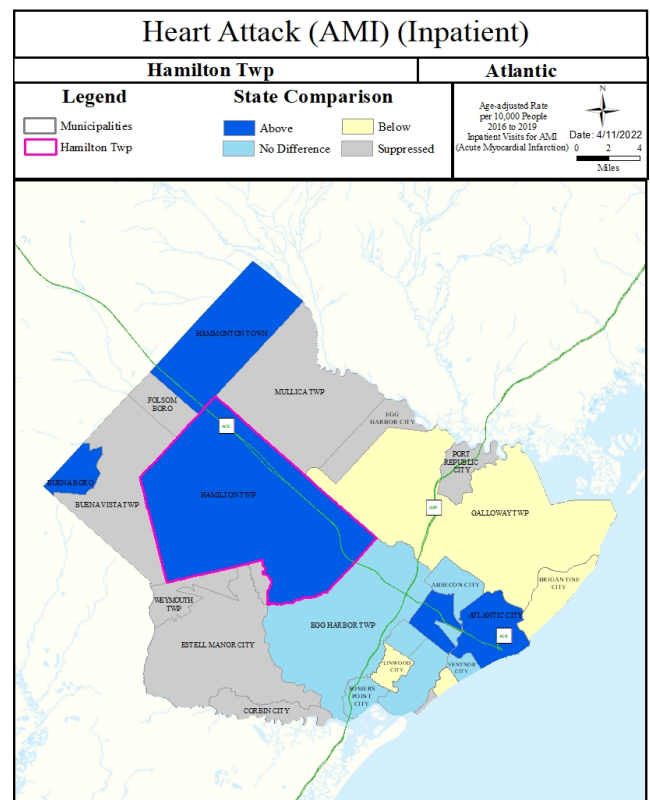 Heart Attack (AMI) (Inpatient)
Hamilton Twp
Atlantic
Legend
Municipalities
Hamilton Twp
State Comparison
Above
Below
No Difference
Suppressed
Age-adjusted Rate
per 10,000 People
2016 to 2019
Inpatient Visits for AMI
(Acute Myocardial Infarction)
N
Date: 4/11/2022
0 2 4
Miles
HAMMONTON TOWN
MULLICA TWP
FOLSOM
BORO
EGG
HARBOR CITY
ACE
PORT
REPUBLIC
CITY
BUENA BORO
HAMILTON TWP
BUENA VISTA TWP
GSP
GALLOWAY TWP
ABSECON CITY
BRIGANTINE
CITY
WEYMOUTH
TWP
ATLANTIC CITY
EGG HARBOR TWP
ESTELL MANOR CITY
LINWOOD
CITY
VENTNOR
CITY
SOMERS
POINT
CITY
CORBIN CITY